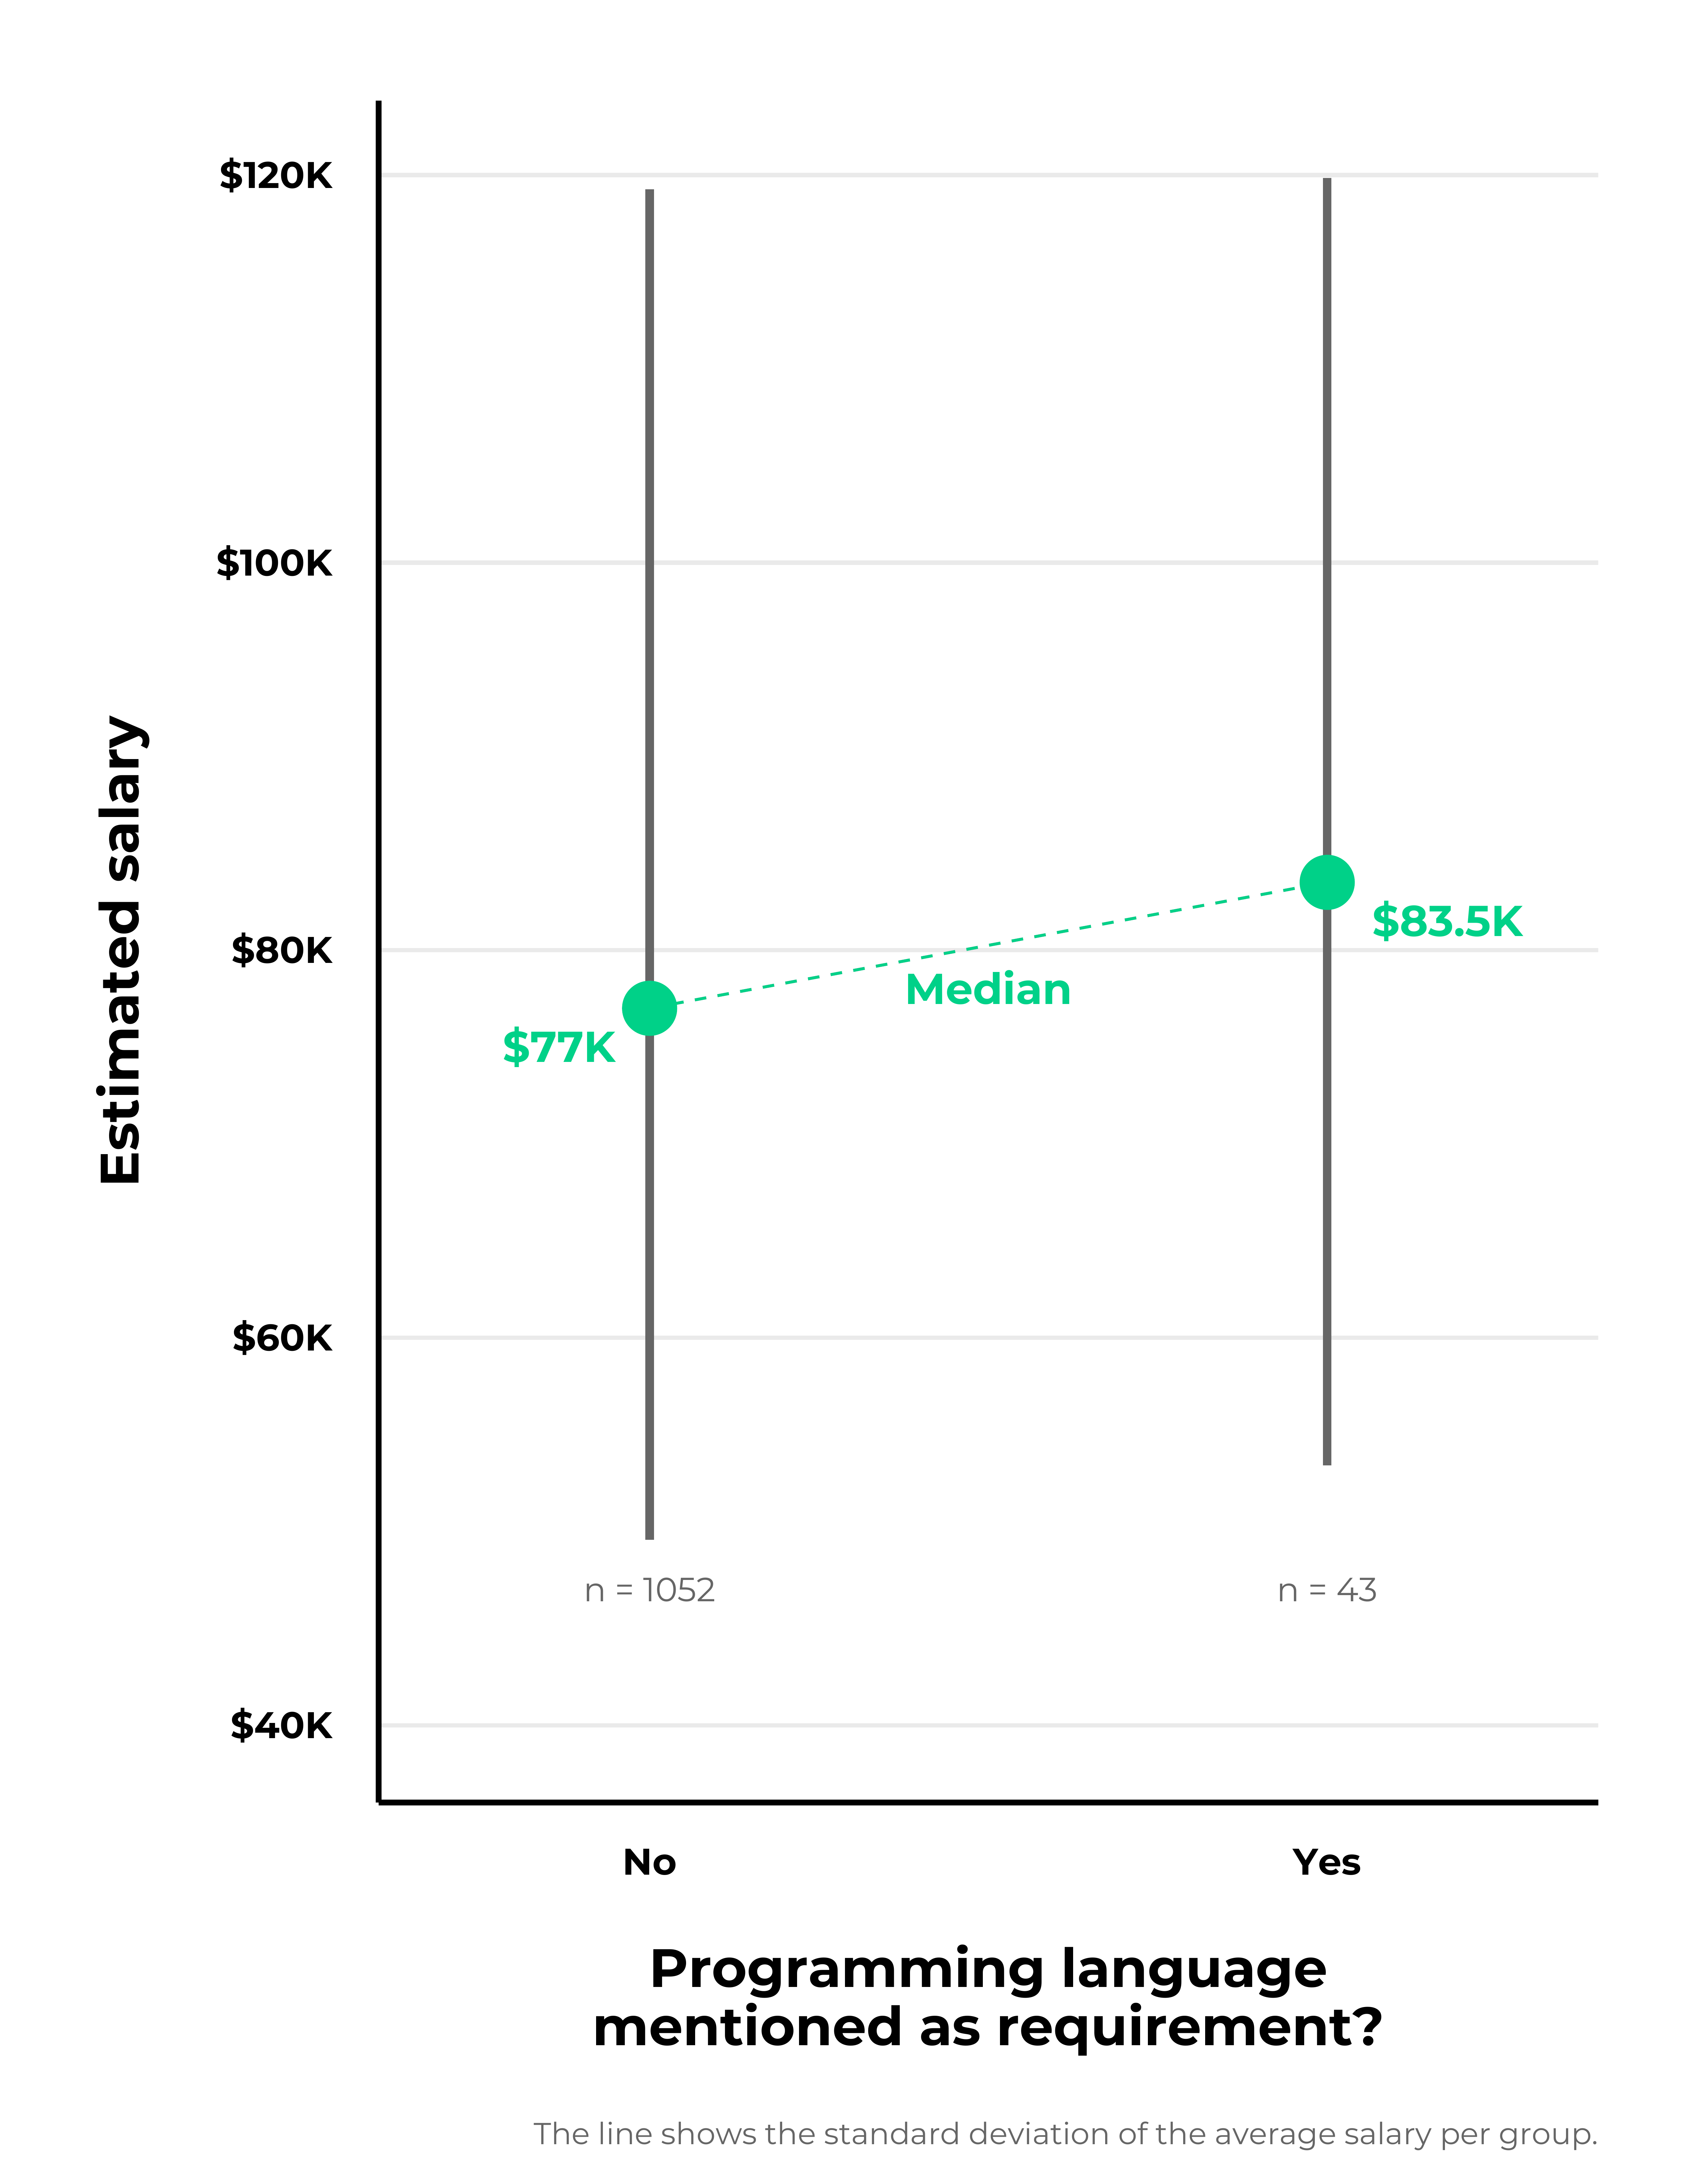 $120K
$100K
$80K
$60K
$40K
Estimated salary
$77K
Median
$83.5K
n = 1052
n = 43
No
Yes
Programming language
mentioned as requirement?
The line shows the standard deviation of the average salary per group.